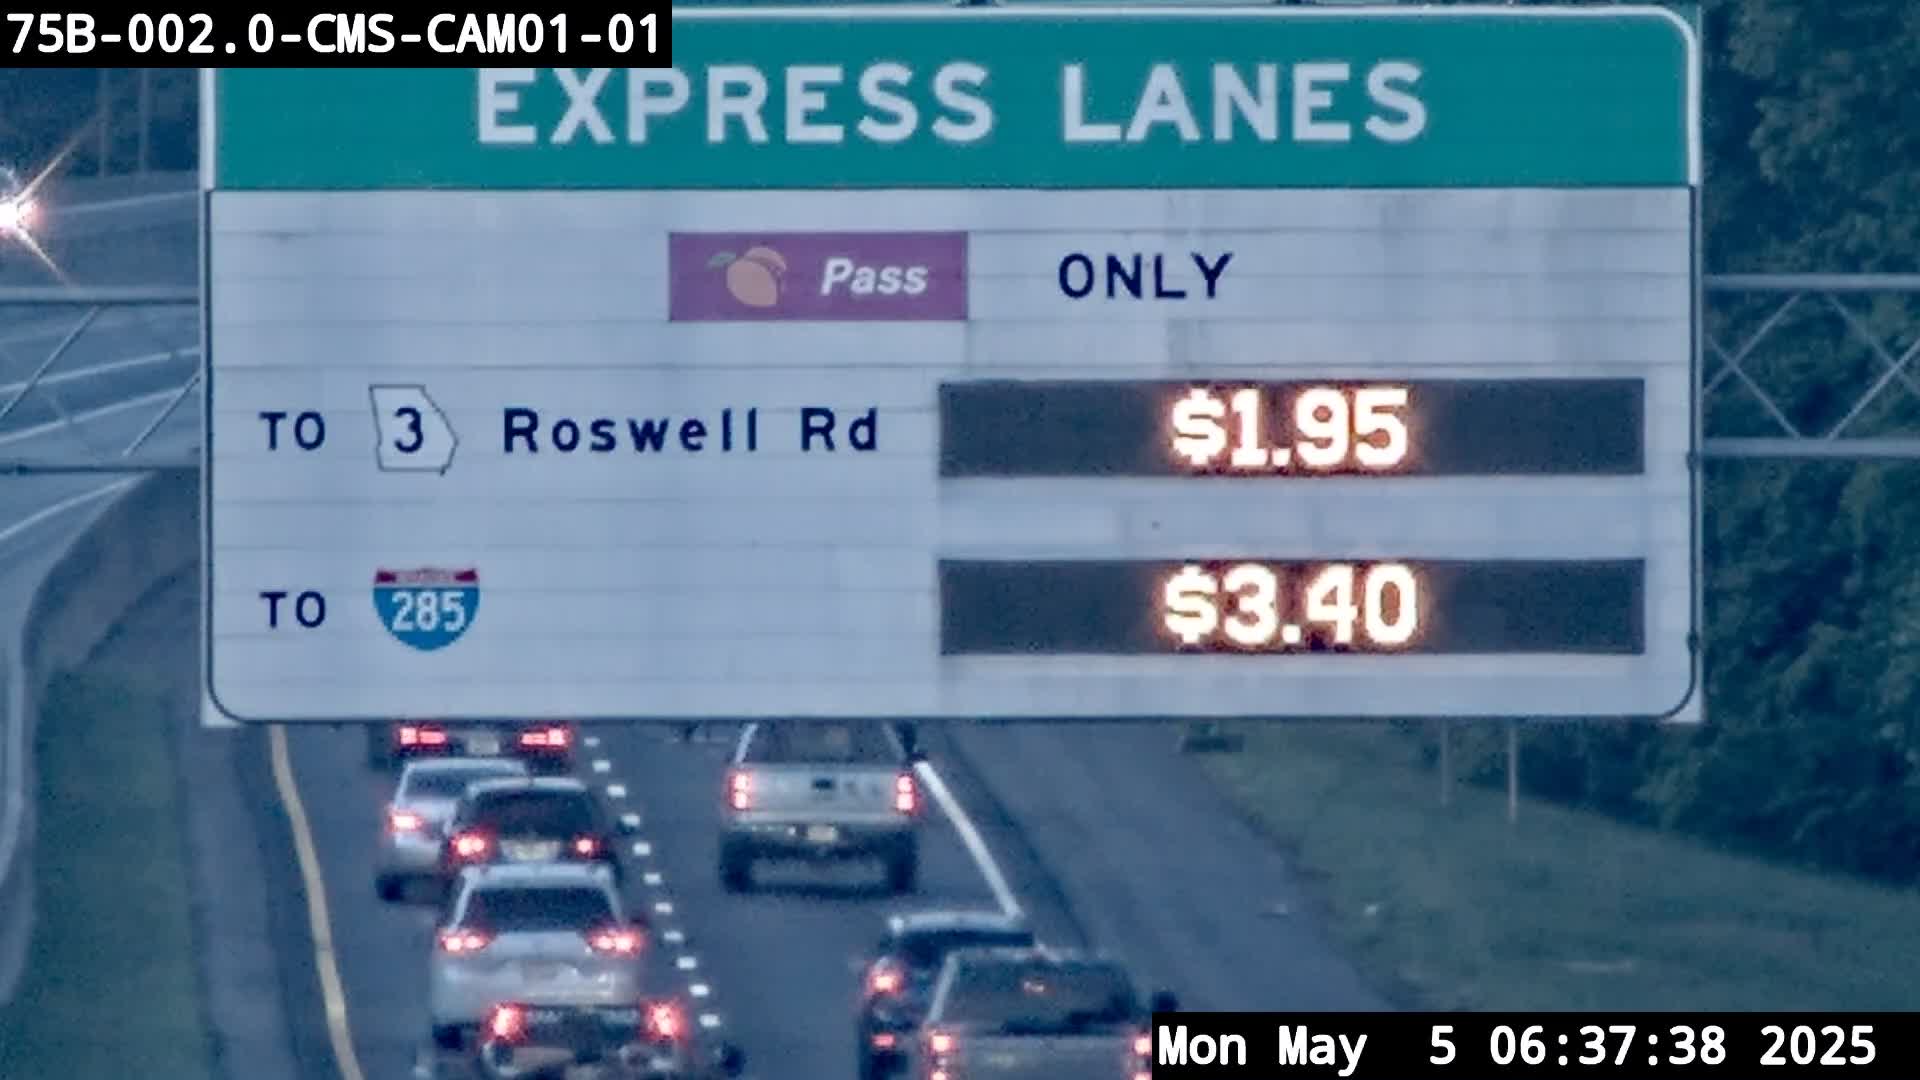 75B-002.0-CMS-CAM01-01
EXPRESS LANES
Pass ONLY
TO 3 Roswell Rd $1.95
TO 285 $3.40
Mon May 5 06:37:38 2025